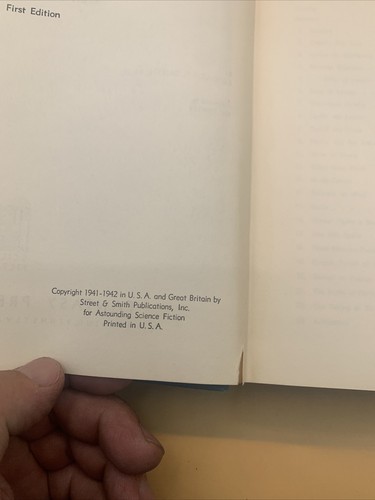 First Edition
Copyright 1941-1942 in U. S. A. and Great Britain by
Street & Smith Publications, Inc.
for Astounding Science Fiction
Printed in U. S. A.